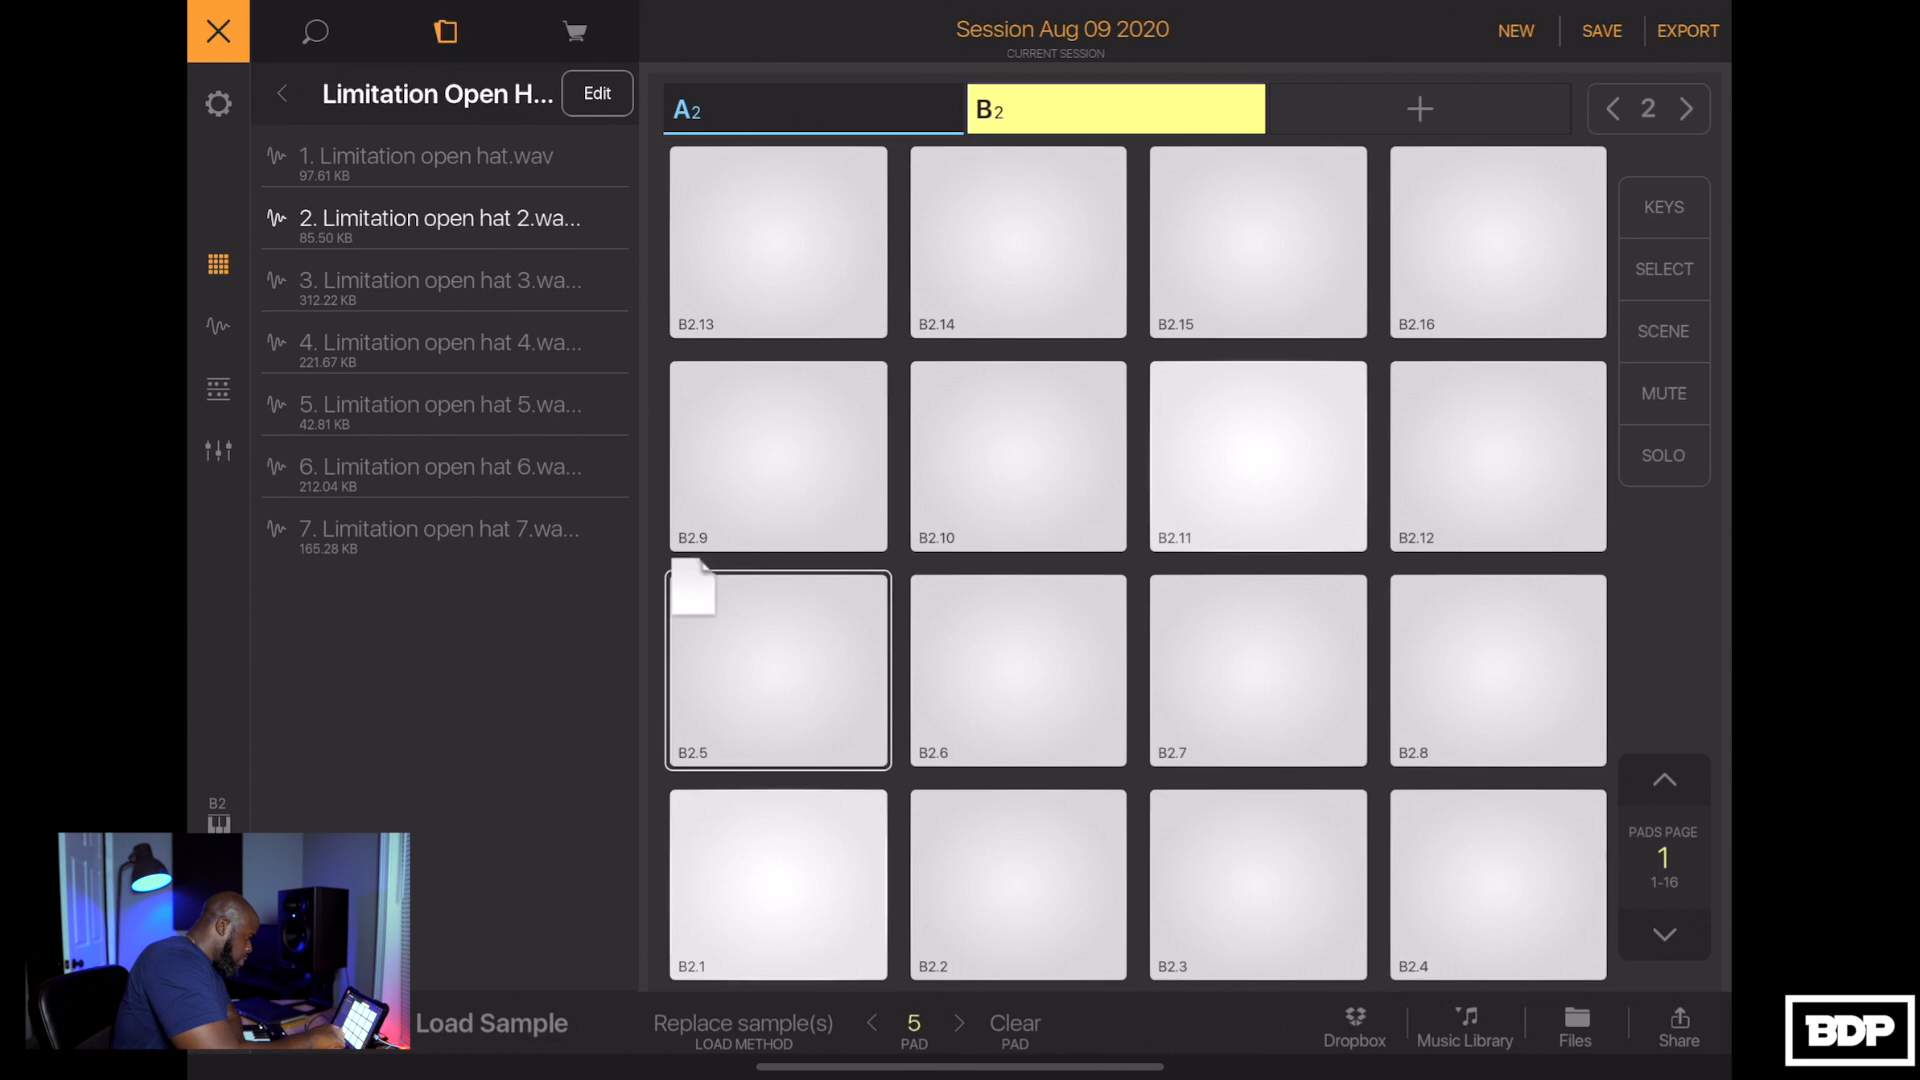 Session Aug 09 2020
CURRENT SESSION
NEW
SAVE
EXPORT
Limitation Open H...
Edit
1. Limitation open hat.wav
97.61 KB
2. Limitation open hat 2.wa...
85.50 KB
3. Limitation open hat 3.wa...
312.22 KB
4. Limitation open hat 4.wa...
221.67 KB
5. Limitation open hat 5.wa...
42.81 KB
6. Limitation open hat 6.wa...
212.04 KB
7. Limitation open hat 7.wa...
165.28 KB
B2
A2
B2
2
B2.13
B2.14
B2.15
B2.16
B2.9
B2.10
B2.11
B2.12
B2.5
B2.6
B2.7
B2.8
B2.1
B2.2
B2.3
B2.4
KEYS
SELECT
SCENE
MUTE
SOLO
PADS PAGE
1
1-16
Load Sample
Replace sample(s)
LOAD METHOD
5
PAD
Clear
PAD
Dropbox
Music Library
Files
Share
BDP